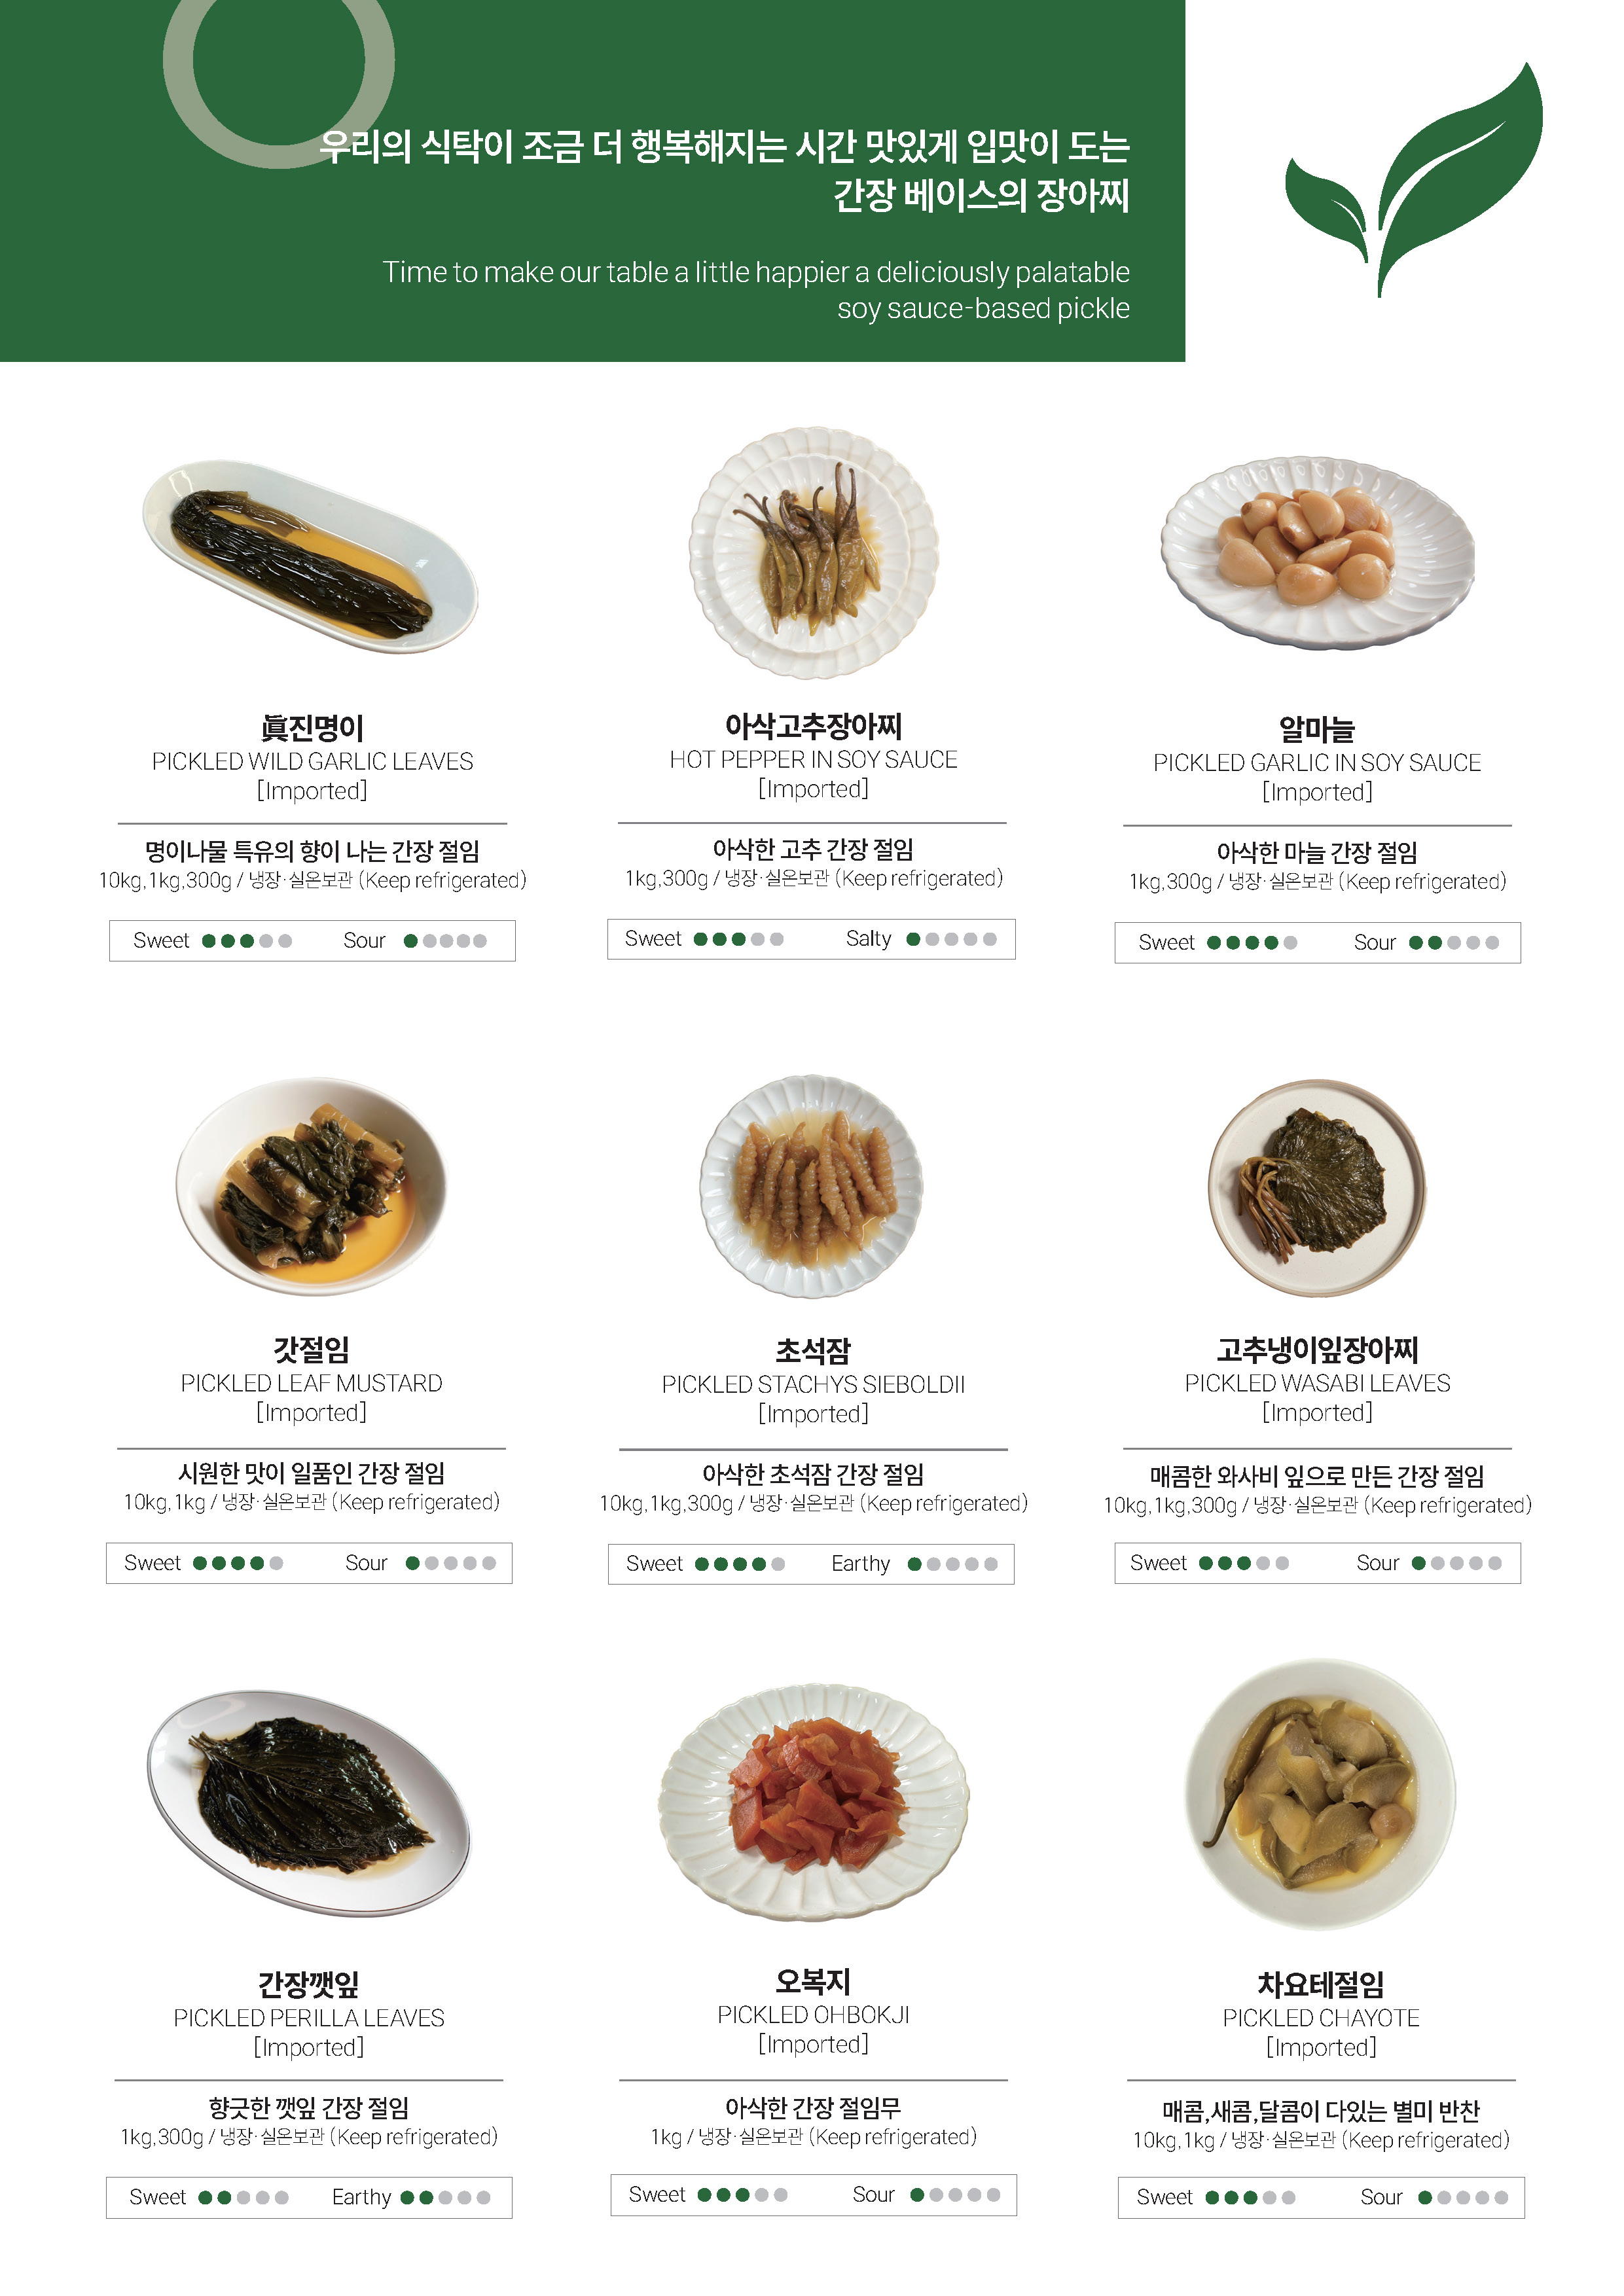 우리의 식탁이 조금 더 행복해지는 시간 맛있게 입맛이 도는
간장 베이스의 장아찌
Time to make our table a little happier a deliciously palatable
soy sauce-based pickle
眞진명이
PICKLED WILD GARLIC LEAVES
[Imported]
명이나물 특유의 향이 나는 간장 절임
10kg,1kg,300g / 냉장·실온보관 (Keep refrigerated)
Sweet Sour
아삭고추장아찌
HOT PEPPER IN SOY SAUCE
[Imported]
아삭한 고추 간장 절임
1kg,300g / 냉장·실온보관 (Keep refrigerated)
Sweet Salty
알마늘
PICKLED GARLIC IN SOY SAUCE
[Imported]
아삭한 마늘 간장 절임
1kg,300g / 냉장·실온보관 (Keep refrigerated)
Sweet Sour
갓절임
PICKLED LEAF MUSTARD
[Imported]
시원한 맛이 일품인 간장 절임
10kg,1kg / 냉장·실온보관 (Keep refrigerated)
Sweet Sour
초석잠
PICKLED STACHYS SIEBOLDII
[Imported]
아삭한 초석잠 간장 절임
10kg,1kg,300g / 냉장·실온보관 (Keep refrigerated)
Sweet Earthy
고추냉이잎장아찌
PICKLED WASABI LEAVES
[Imported]
매콤한 와사비 잎으로 만든 간장 절임
10kg,1kg,300g / 냉장·실온보관 (Keep refrigerated)
Sweet Sour
간장깻잎
PICKLED PERILLA LEAVES
[Imported]
향긋한 깻잎 간장 절임
1kg,300g / 냉장·실온보관 (Keep refrigerated)
Sweet Earthy
오복지
PICKLED OHBOKJI
[Imported]
아삭한 간장 절임무
1kg / 냉장·실온보관 (Keep refrigerated)
Sweet Sour
차요테절임
PICKLED CHAYOTE
[Imported]
매콤,새콤,달콤이 다있는 별미 반찬
10kg,1kg / 냉장·실온보관 (Keep refrigerated)
Sweet Sour